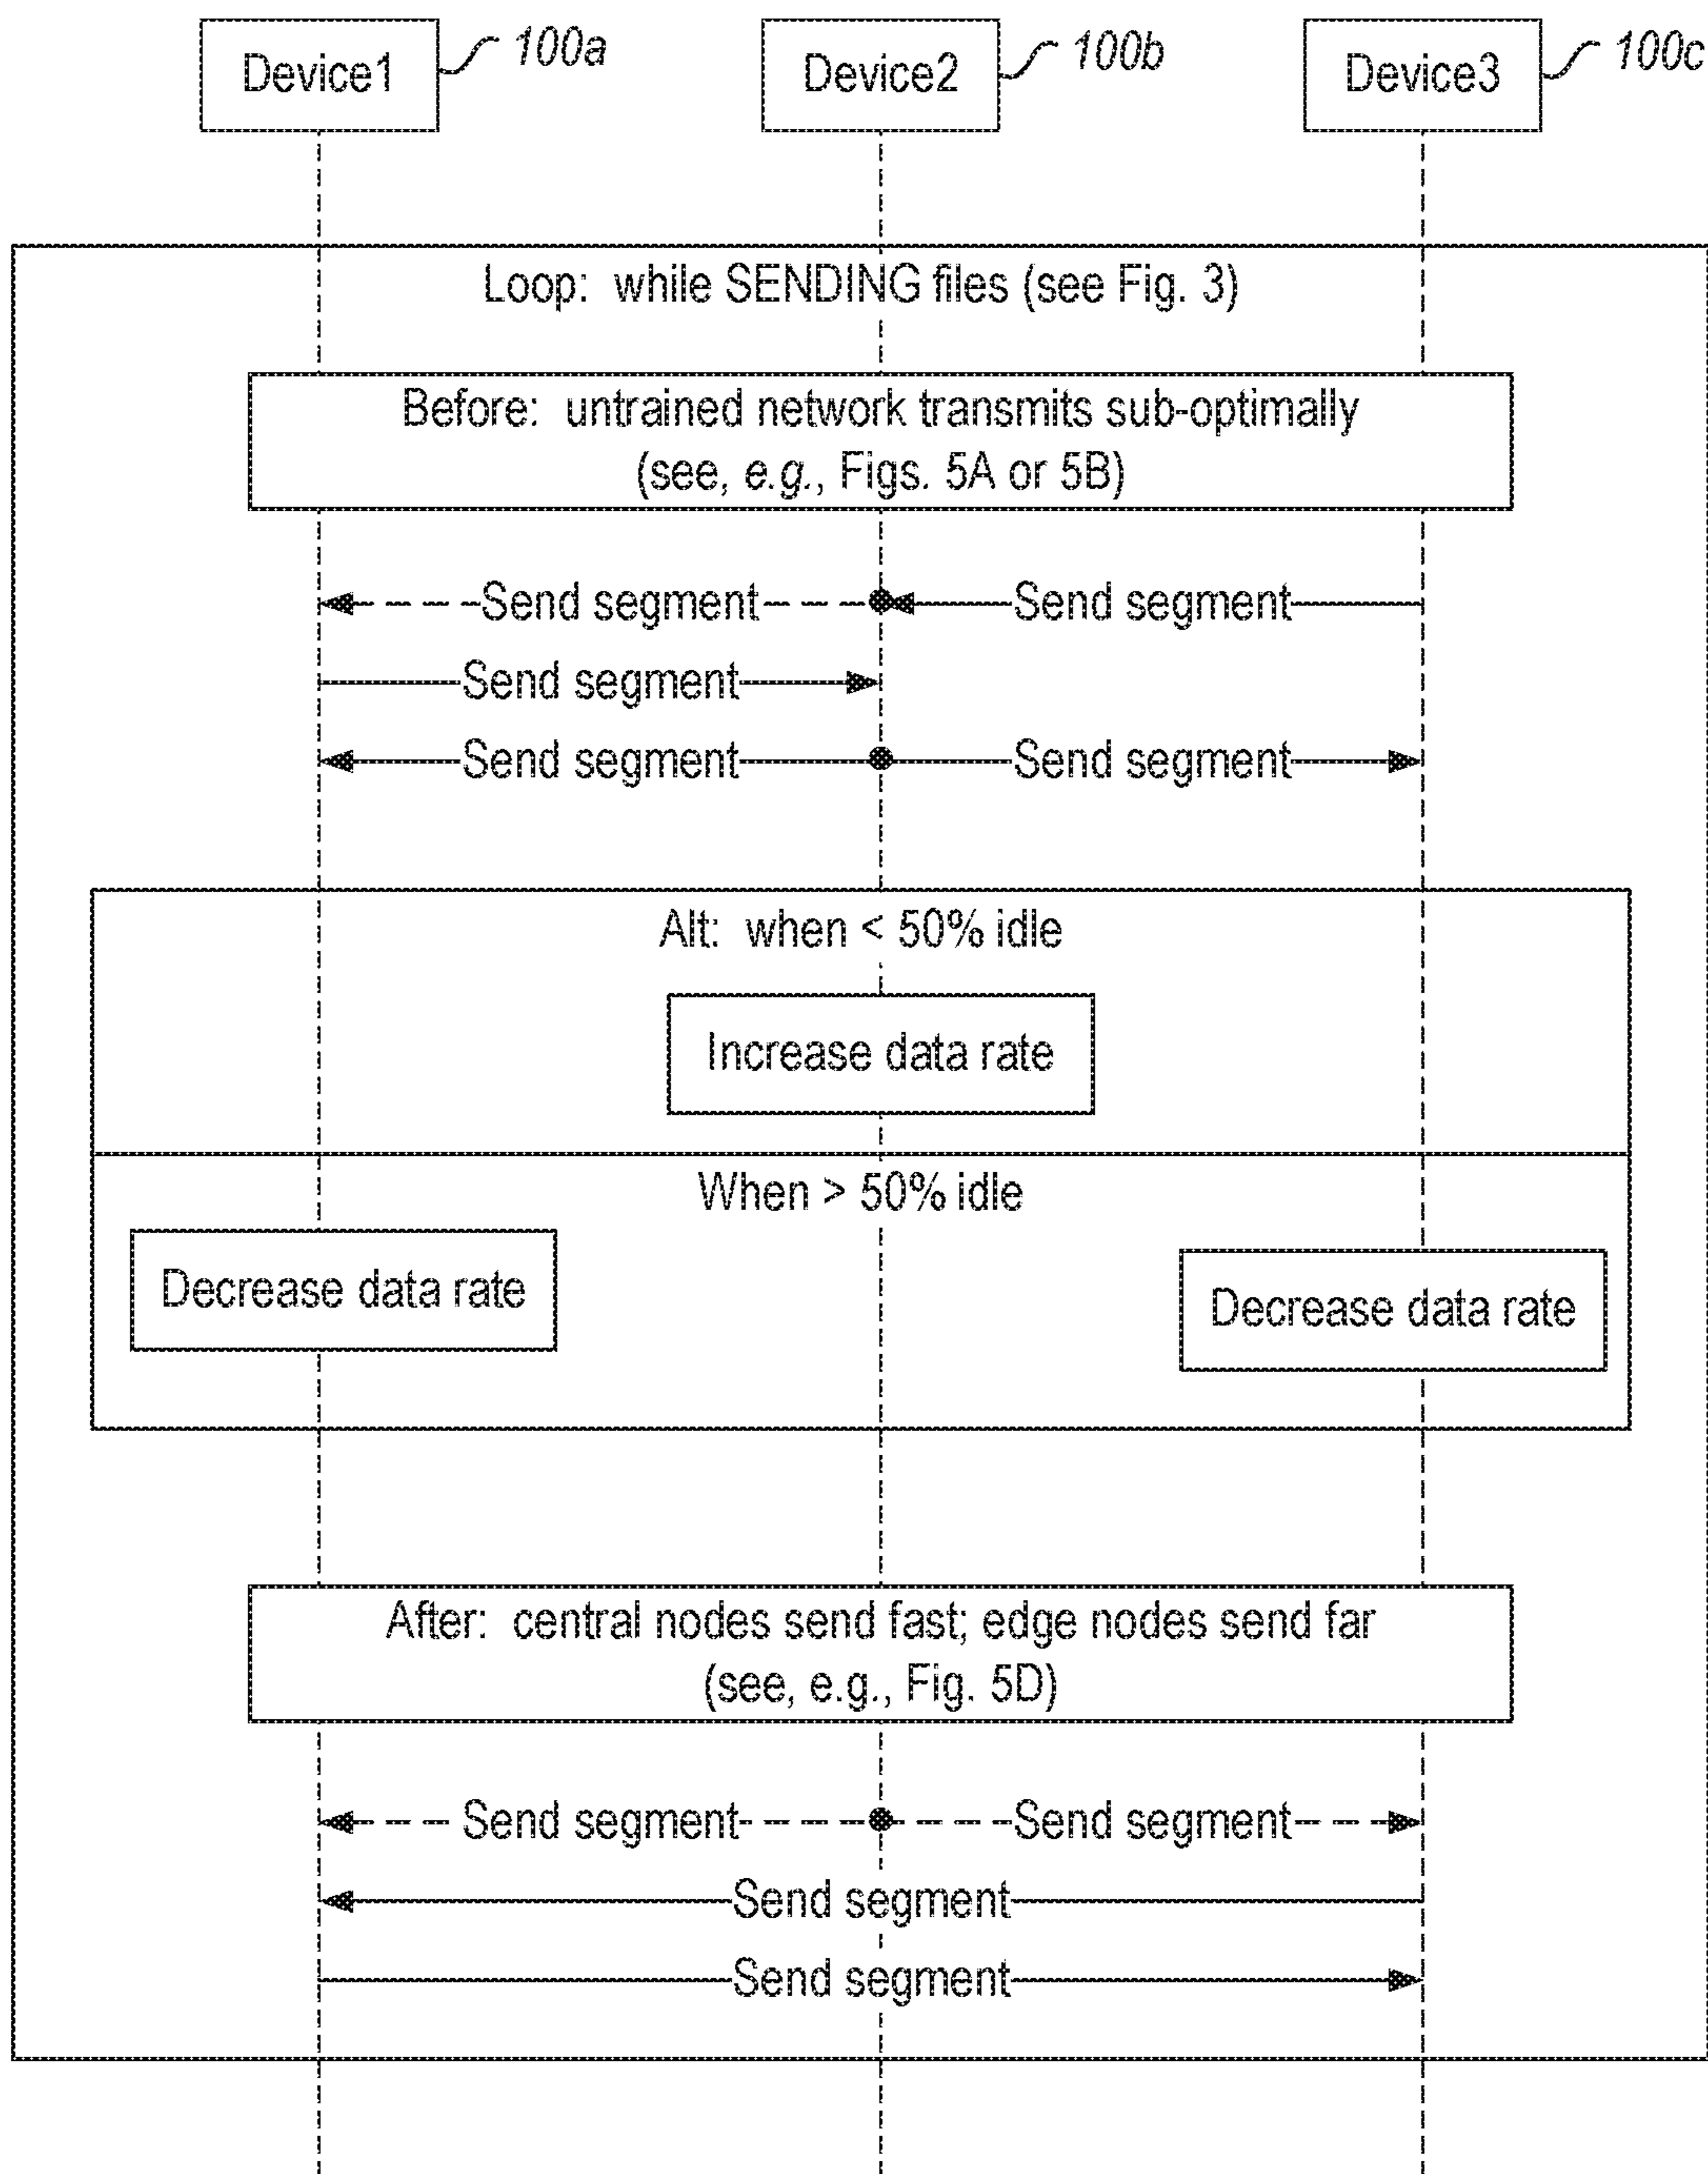 Device1 100a Device2 100b Device3 100c
Loop: while SENDING files (see Fig. 3)
Before: untrained network transmits sub-optimally
(see, e.g., Figs. 5A or 5B)
Send segment Send segment
Send segment
Send segment Send segment
Alt: when < 50% idle
Increase data rate
When > 50% idle
Decrease data rate
Decrease data rate
After: central nodes send fast; edge nodes send far
(see, e.g., Fig. 5D)
Send segment Send segment
Send segment
Send segment